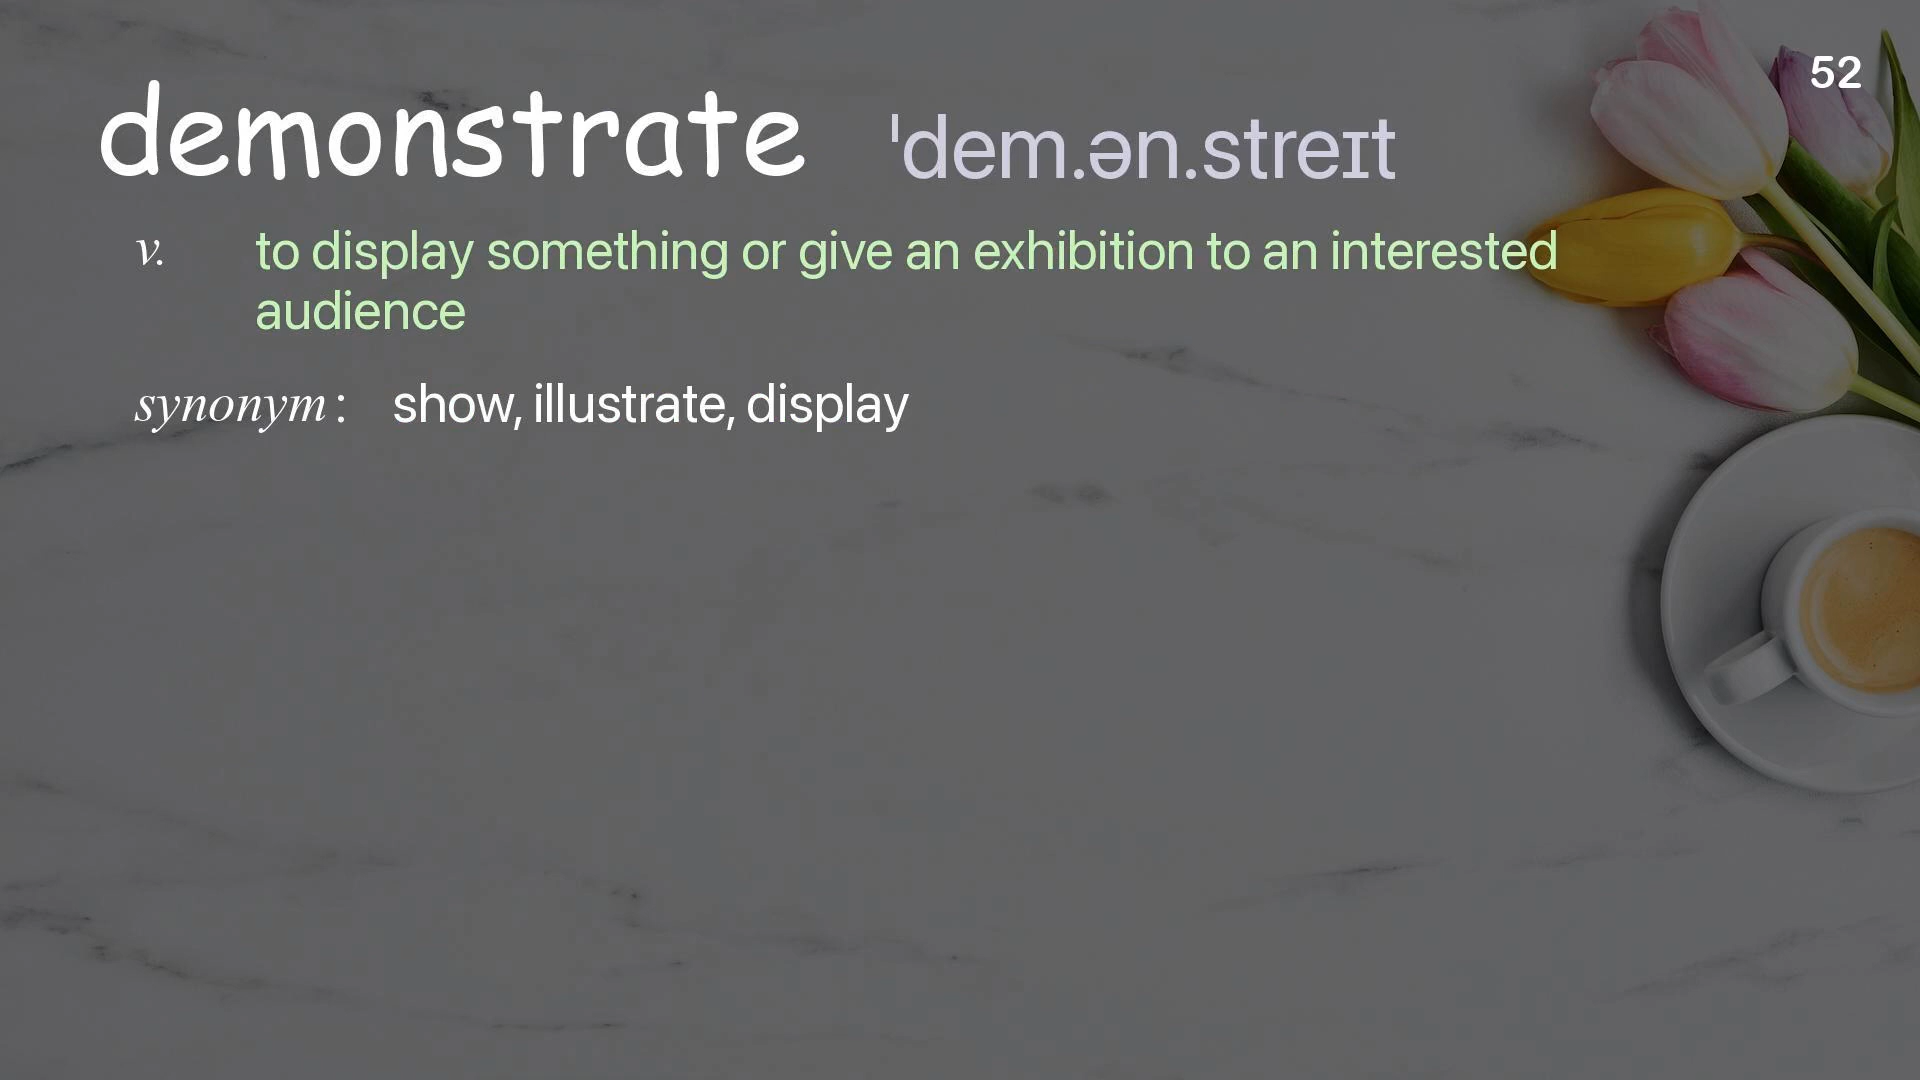 52
demonstrate ˈdem.ən.streɪt
v. to display something or give an exhibition to an interested
audience
synonym : show, illustrate, display